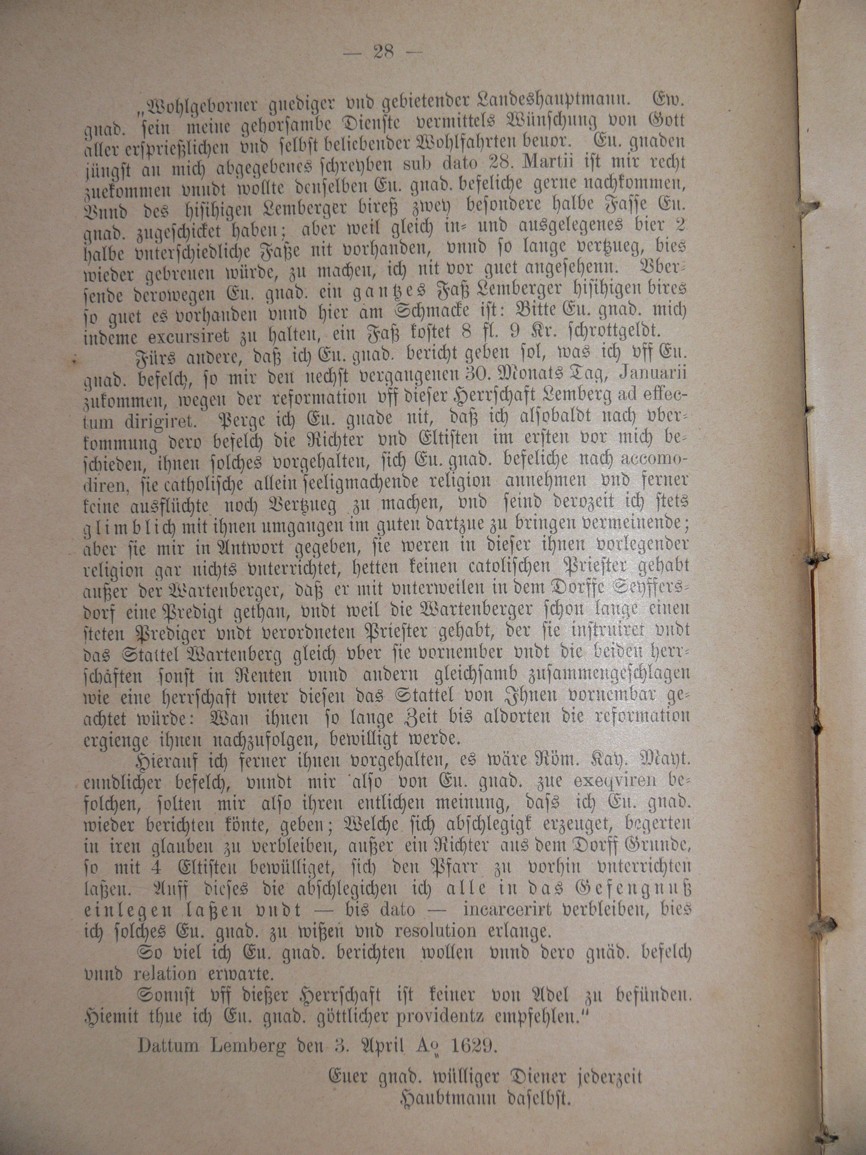 — 28 —
„Wohlgeborner gnediger vnd gebietender Landeshauptmann. Ew.
gnad. sein meine gehorsambe Dienste vermittels Wünschung von Gott
aller ersprießlichen vnd selbst beliebender Wohlfahrten beuor. Eu. gnaden
jüngst an mich abgegebenes schreyben sub dato 28. Martii ist mir recht
zuekommen vnndt wollte denselben Eu. gnad. befeliche gerne nachkommen,
Vnnd des hisihigen Lemberger bireß zwey besondere halbe Fasse Eu.
gnad. zugeschicket haben; aber weil gleich in= und ausgelegenes bier 2
halbe vnterschiedliche Faße nit vorhanden, vnnd so lange vertzueg, bies
wieder gebreuen würde, zu machen, ich nit vor guet angesehenn. Vber=
sende derowegen Eu. gnad. ein gantzes Faß Lemberger hisihigen bires
so guet es vorhanden vnnd hier am Schmacke ist: Bitte Eu. gnad. mich
indeme excursiret zu halten, ein Faß kostet 8 fl. 9 Kr. schrottgeldt.
Fürs andere, daß ich Eu. gnad. bericht geben sol, was ich vff Eu.
gnad. befelch, so mir den nechst vergangenen 30. Monats Tag, Januarii
zukommen, wegen der reformation vff dieser Herrschaft Lemberg ad effec-
tum dirigiret. Perge ich Eu. gnade nit, daß ich alsobaldt nach vber=
kommung dero befelch die Richter vnd Eltisten im ersten vor mich be=
schieden, ihnen solches vorgehalten, sich Eu. gnad. befeliche nach accomo-
diren, sie catholische allein seeligmachende religion annehmen vnd ferner
keine ausflüchte noch Vertzueg zu machen, vnd seind derozeit ich stets
glimblich mit ihnen umgangen im guten dartzue zu bringen vermeinende;
aber sie mir in Antwort gegeben, sie weren in dieser ihnen vorlegender
religion gar nichts vnterrichtet, hetten keinen catolischen Priester gehabt
außer der Wartenberger, daß er mit vnterweilen in dem Dorffe Seyffers=
dorf eine Predigt gethan, vndt weil die Wartenberger schon lange einen
steten Prediger vndt verordneten Priester gehabt, der sie instruiret vndt
das Stattel Wartenberg gleich vber sie vornember vndt die beiden herr=
schäften sonst in Renten vnnd andern gleichsamb zusammengeschlagen
wie eine herrschaft vnter diesen das Stattel von Ihnen vornembar ge=
achtet würde: Wan ihnen so lange Zeit bis aldorten die reformation
ergienge ihnen nachzufolgen, bewilligt werde.
Hierauf ich ferner ihnen vorgehalten, es wäre Röm. Kay. Mayt.
ennblicher befelch, vnndt mir also von Eu. gnad. zue exeqviren be=
folchen, solten mir also ihren entlichen meinung, dass ich Eu. gnad.
wieder berichten könte, geben; Welche sich abschlegigk erzeuget, begerten
in iren glauben zu verbleiben, außer ein Richter aus dem Dorff Grunde,
so mit 4 Eltisten bewülliget, sich den Pfarr zu vorhin vnterrichten
laßen. Auff dieses die abschlegichen ich alle in das Gefengnuß
einlegen laßen vndt — bis dato — incarcerirt verbleiben, bies
ich solches Eu. gnad. zu wißen vnd resolution erlange.
So viel ich Eu. gnad. berichten wollen vnnd dero gnäd. befelch
vnnd relation erwarte.
Sonnst vff dießer Herrschaft ist keiner von Adel zu befünden.
Hiemit thue ich Eu. gnad. göttlicher providentz empfehlen."
Dattum Lemberg den 3. April Ao 1629.
Euer gnad. wülliger Diener jederzeit
Haubtmann daselbst.